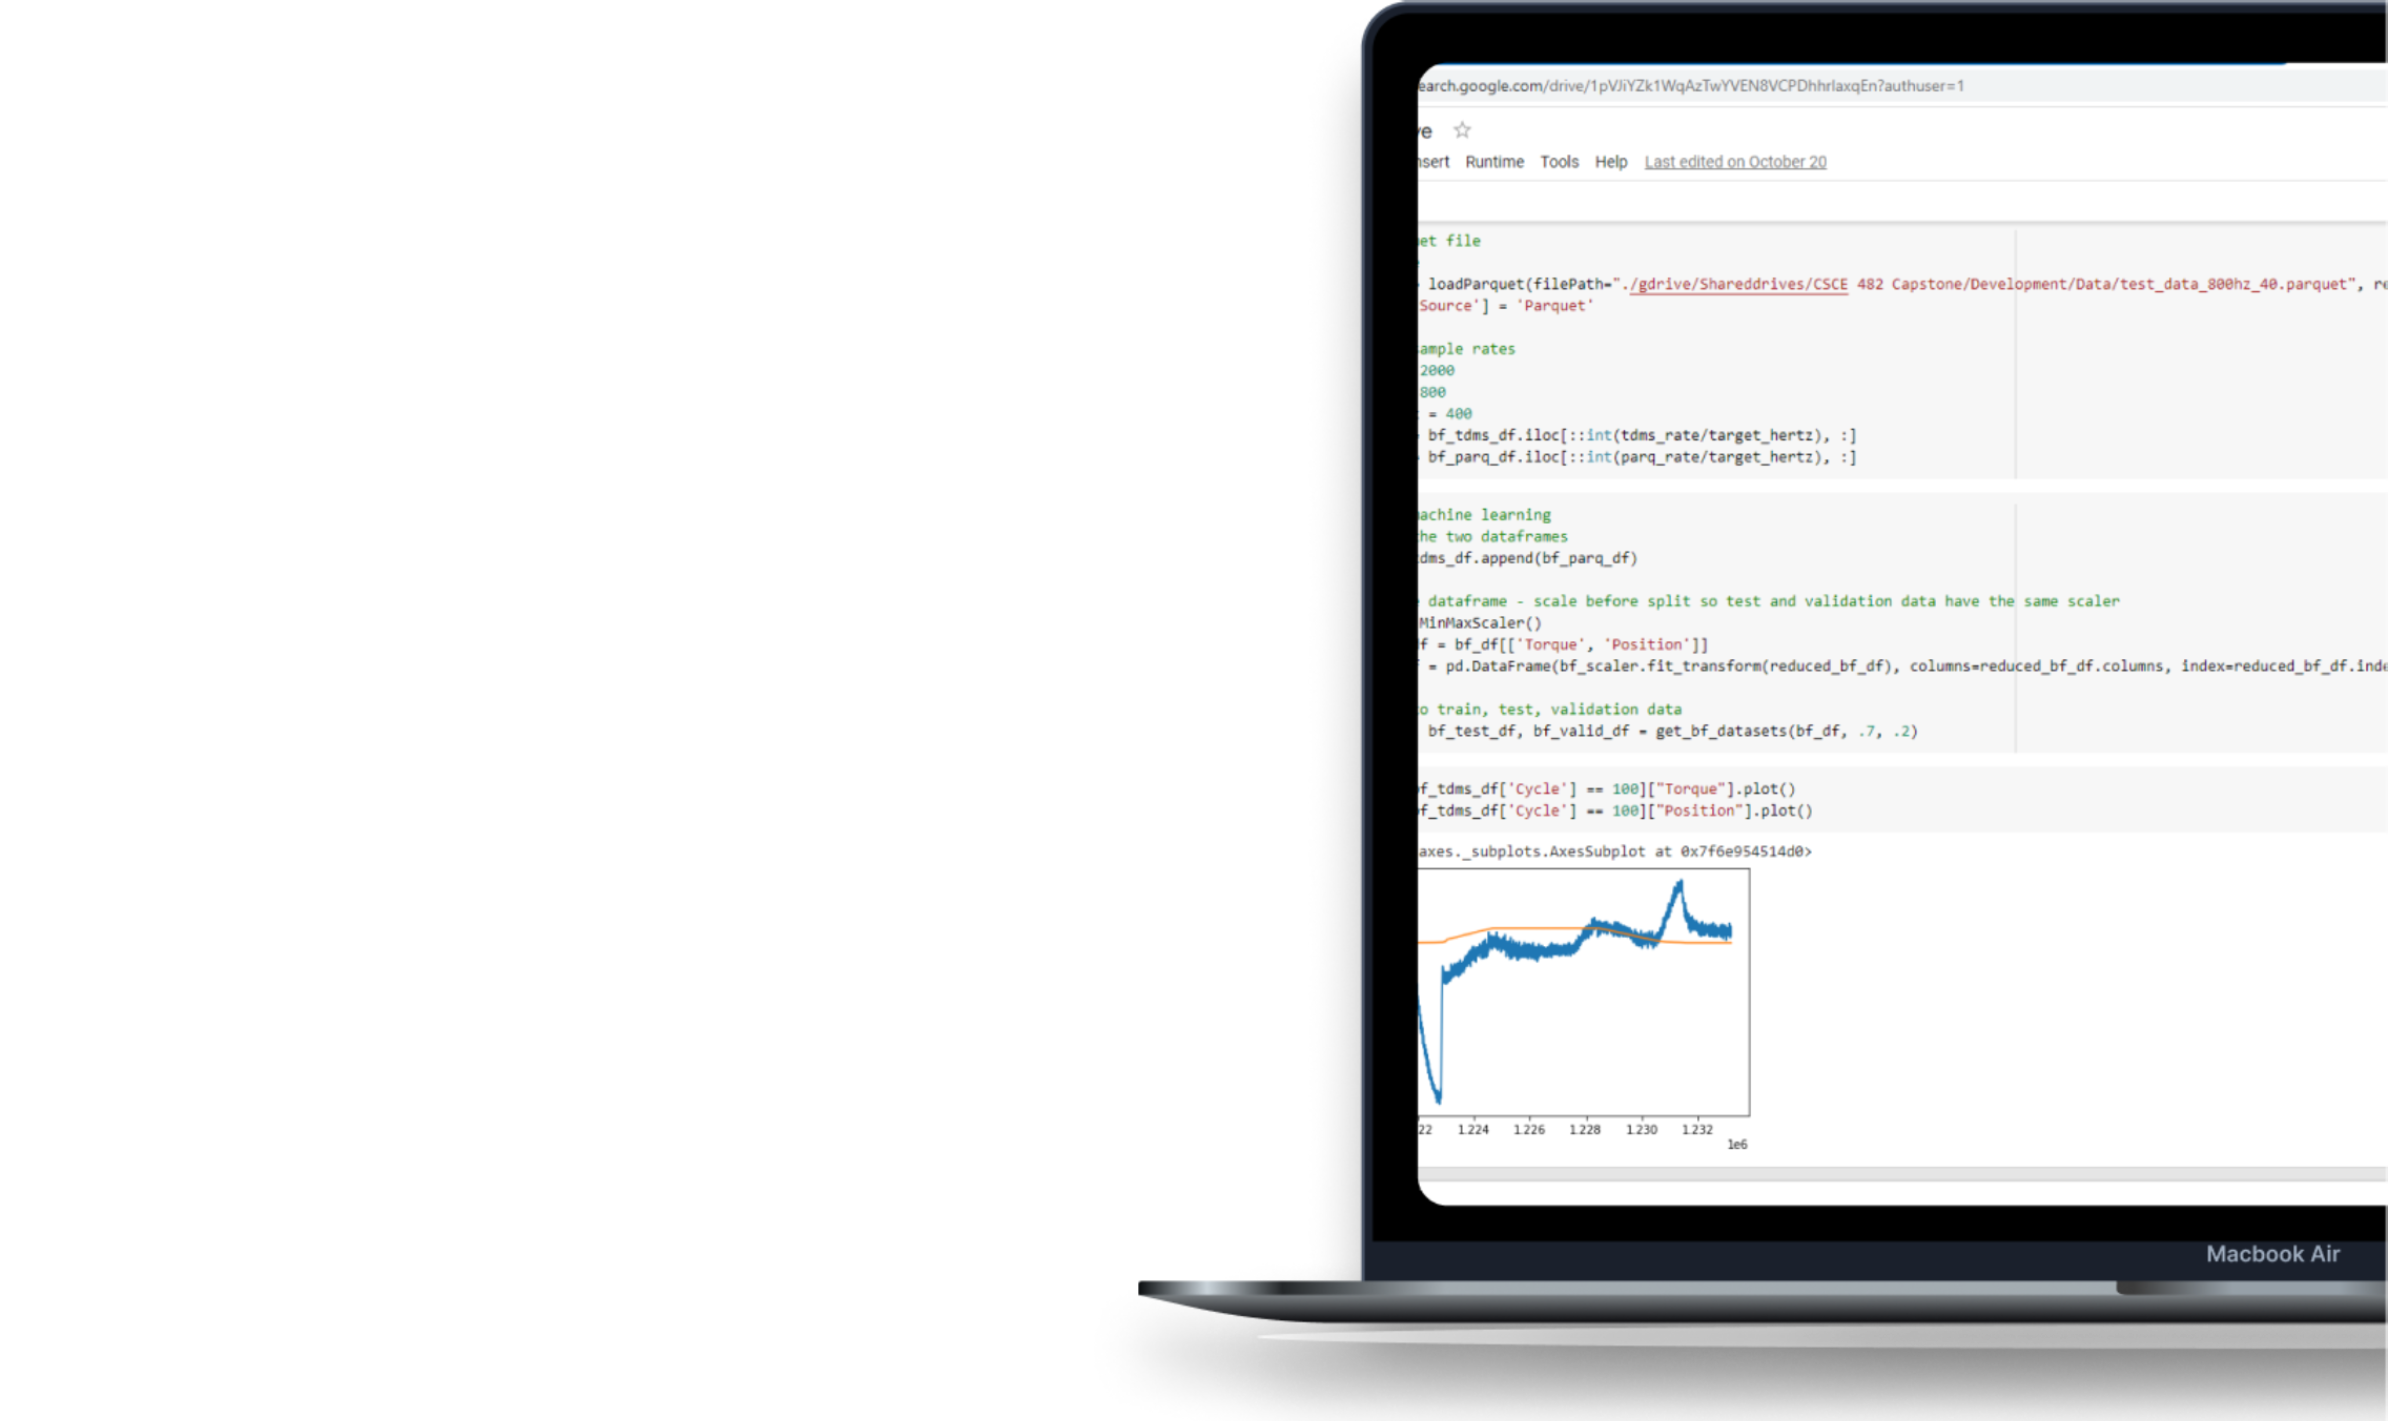 earch.google.com/drive/1pVJiYZk1WqAzTwYVEN8VCPDhhrlaxqEn?authuser=1
ve
nsert Runtime Tools Help Last edited on October 20
et file
loadParquet(filePath="./gdrive/Shareddrives/CSCE 482 Capstone/Development/Data/test_data_800hz_40.parquet", re
Source'] = 'Parquet'
ample rates
2000
800
= 400
bf_tdms_df.iloc[::int(tdms_rate/target_hertz), :]
bf_parq_df.iloc[::int(parq_rate/target_hertz), :]
achine learning
he two dataframes
tdms_df.append(bf_parq_df)
dataframe - scale before split so test and validation data have the same scaler
MinMaxScaler()
df = bf_df[['Torque', 'Position']]
= pd.DataFrame(bf_scaler.fit_transform(reduced_bf_df), columns=reduced_bf_df.columns, index=reduced_bf_df.inde
o train, test, validation data
bf_test_df, bf_valid_df = get_bf_datasets(bf_df, .7, .2)
f_tdms_df['Cycle'] == 100]["Torque"].plot()
f_tdms_df['Cycle'] == 100]["Position"].plot()
axes._subplots.AxesSubplot at 0x7f6e954514d0>
22 1.224 1.226 1.228 1.230 1.232
1e6
Macbook Air